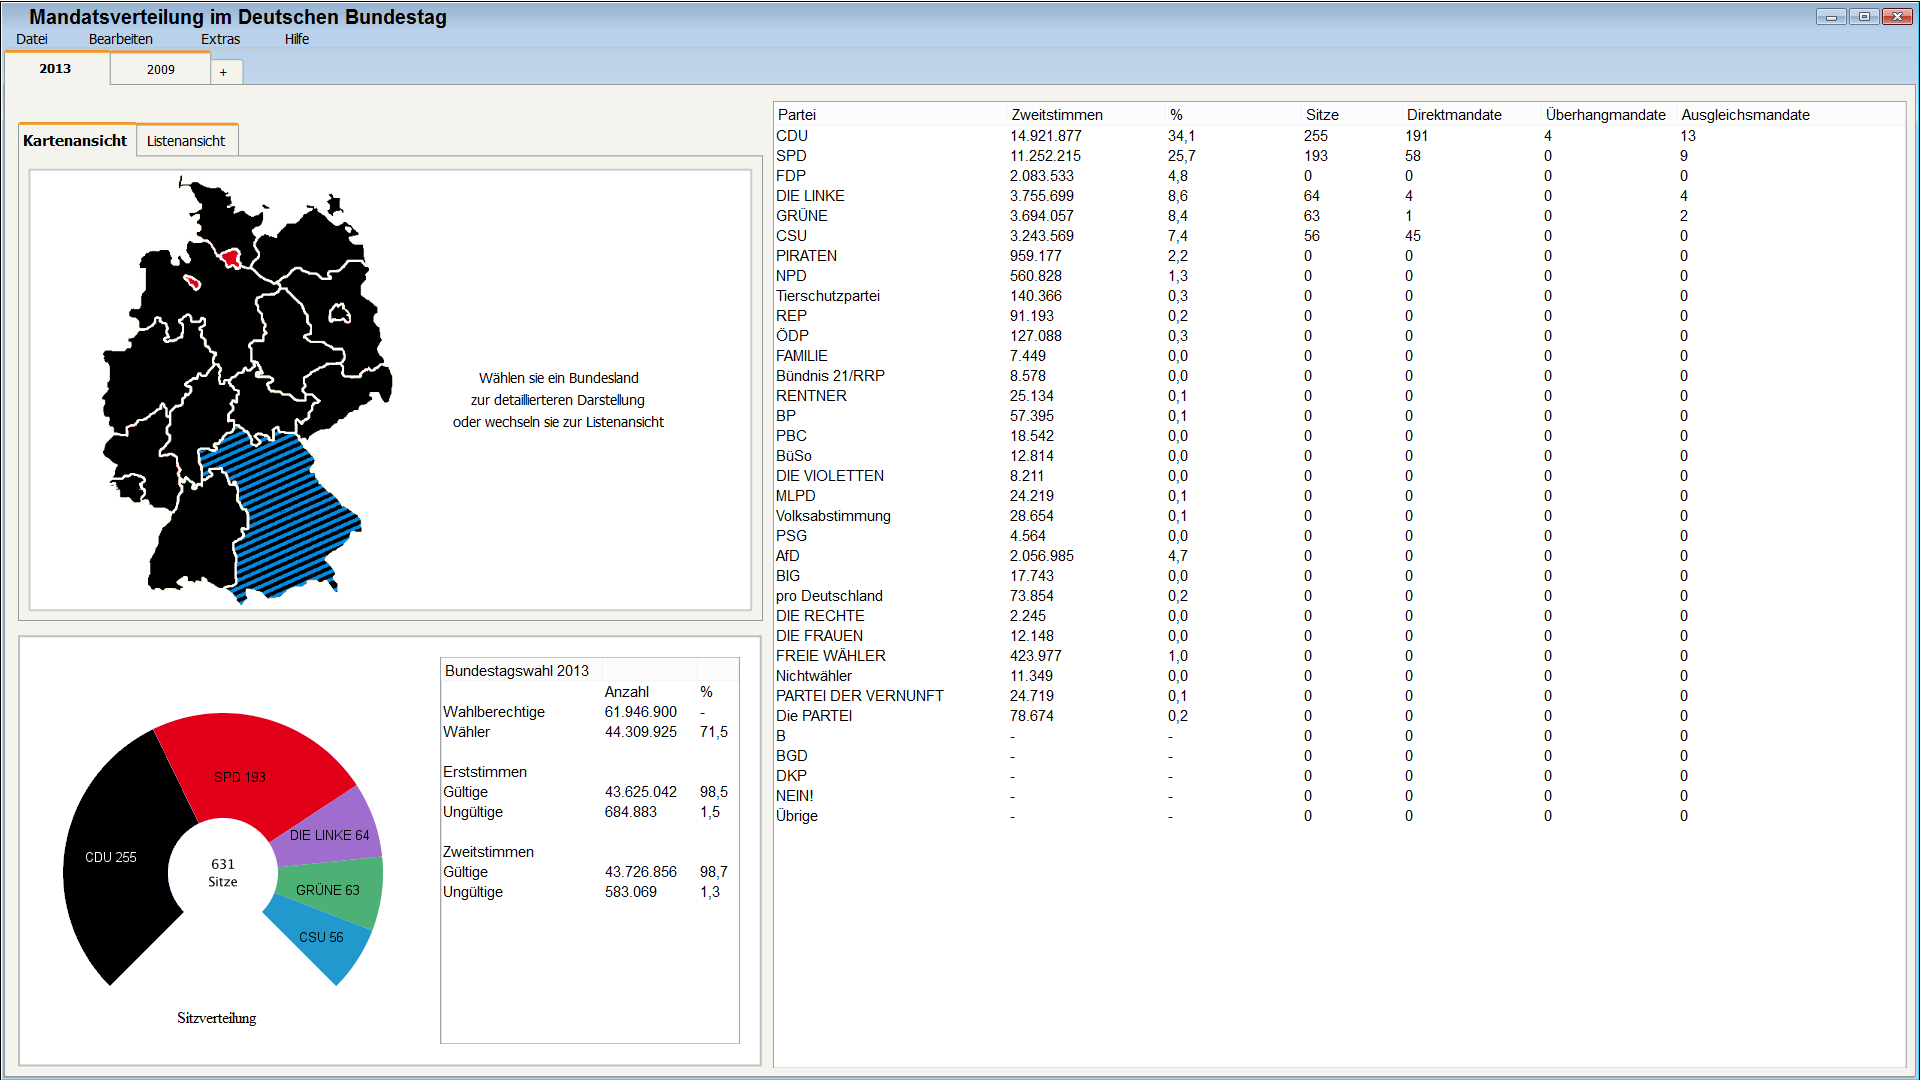 Mandatsverteilung im Deutschen Bundestag
Datei Bearbeiten Extras Hilfe
2013 2009 +
Kartenansicht Listenansicht
Wählen sie ein Bundesland
zur detaillierteren Darstellung
oder wechseln sie zur Listenansicht
CDU 255
SPD 193
DIE LINKE 64
GRÜNE 63
CSU 56
631
Sitze
Sitzverteilung
Bundestagswahl 2013
Anzahl %
Wahlberechtige 61.946.900 -
Wähler 44.309.925 71,5
Erststimmen
Gültige 43.625.042 98,5
Ungültige 684.883 1,5
Zweitstimmen
Gültige 43.726.856 98,7
Ungültige 583.069 1,3
Partei Zweitstimmen % Sitze Direktmandate Überhangmandate Ausgleichsmandate
CDU 14.921.877 34,1 255 191 4 13
SPD 11.252.215 25,7 193 58 0 9
FDP 2.083.533 4,8 0 0 0 0
DIE LINKE 3.755.699 8,6 64 4 0 4
GRÜNE 3.694.057 8,4 63 1 0 2
CSU 3.243.569 7,4 56 45 0 0
PIRATEN 959.177 2,2 0 0 0 0
NPD 560.828 1,3 0 0 0 0
Tierschutzpartei 140.366 0,3 0 0 0 0
REP 91.193 0,2 0 0 0 0
ÖDP 127.088 0,3 0 0 0 0
FAMILIE 7.449 0,0 0 0 0 0
Bündnis 21/RRP 8.578 0,0 0 0 0 0
RENTNER 25.134 0,1 0 0 0 0
BP 57.395 0,1 0 0 0 0
PBC 18.542 0,0 0 0 0 0
BüSo 12.814 0,0 0 0 0 0
DIE VIOLETTEN 8.211 0,0 0 0 0 0
MLPD 24.219 0,1 0 0 0 0
Volksabstimmung 28.654 0,1 0 0 0 0
PSG 4.564 0,0 0 0 0 0
AfD 2.056.985 4,7 0 0 0 0
BIG 17.743 0,0 0 0 0 0
pro Deutschland 73.854 0,2 0 0 0 0
DIE RECHTE 2.245 0,0 0 0 0 0
DIE FRAUEN 12.148 0,0 0 0 0 0
FREIE WÄHLER 423.977 1,0 0 0 0 0
Nichtwähler 11.349 0,0 0 0 0 0
PARTEI DER VERNUNFT 24.719 0,1 0 0 0 0
Die PARTEI 78.674 0,2 0 0 0 0
B - - 0 0 0 0
BGD - - 0 0 0 0
DKP - - 0 0 0 0
NEIN! - - 0 0 0 0
Übrige - - 0 0 0 0